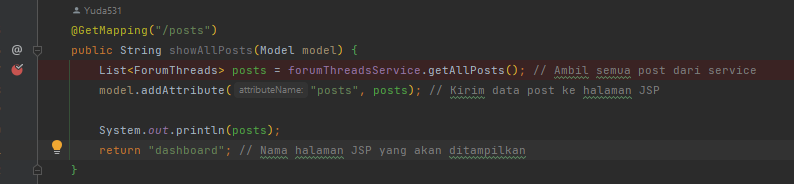 Yuda531
@GetMapping("/posts")
public String showAllPosts(Model model) {
List<ForumThreads> posts = forumThreadsService.getAllPosts(); // Ambil semua post dari service
model.addAttribute( attributeName: "posts", posts); // Kirim data post ke halaman JSP
System.out.println(posts);
return "dashboard"; // Nama halaman JSP yang akan ditampilkan
}